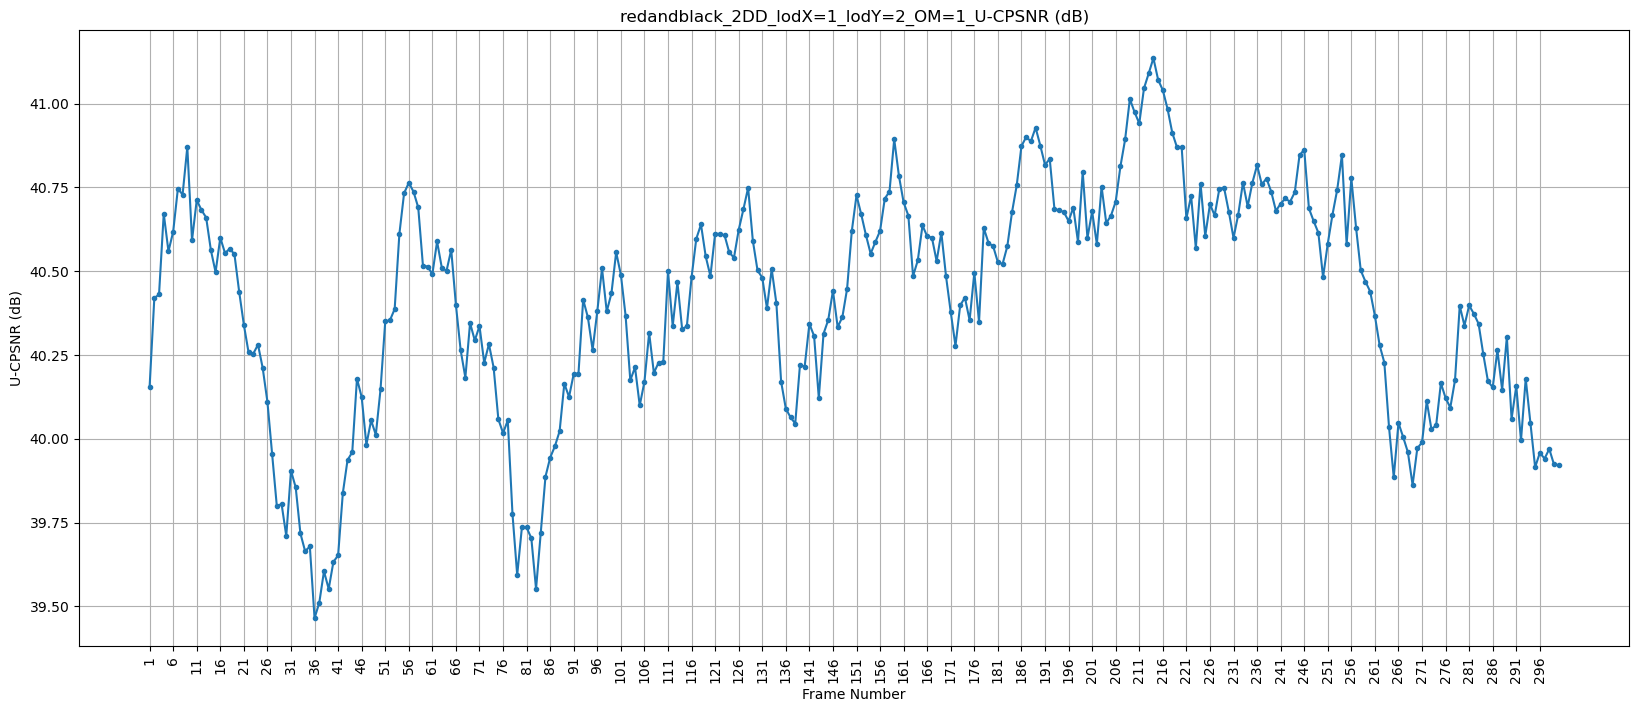 redandblack_2DD_lodX=1_lodY=2_OM=1_U-CPSNR (dB)
U-CPSNR (dB)
41.00
40.75
40.50
40.25
40.00
39.75
39.50
1 6 11 16 21 26 31 36 41 46 51 56 61 66 71 76 81 86 91 96 101 106 111 116 121 126 131 136 141 146 151 156 161 166 171 176 181 186 191 196 201 206 211 216 221 226 231 236 241 246 251 256 261 266 271 276 281 286 291 296
Frame Number